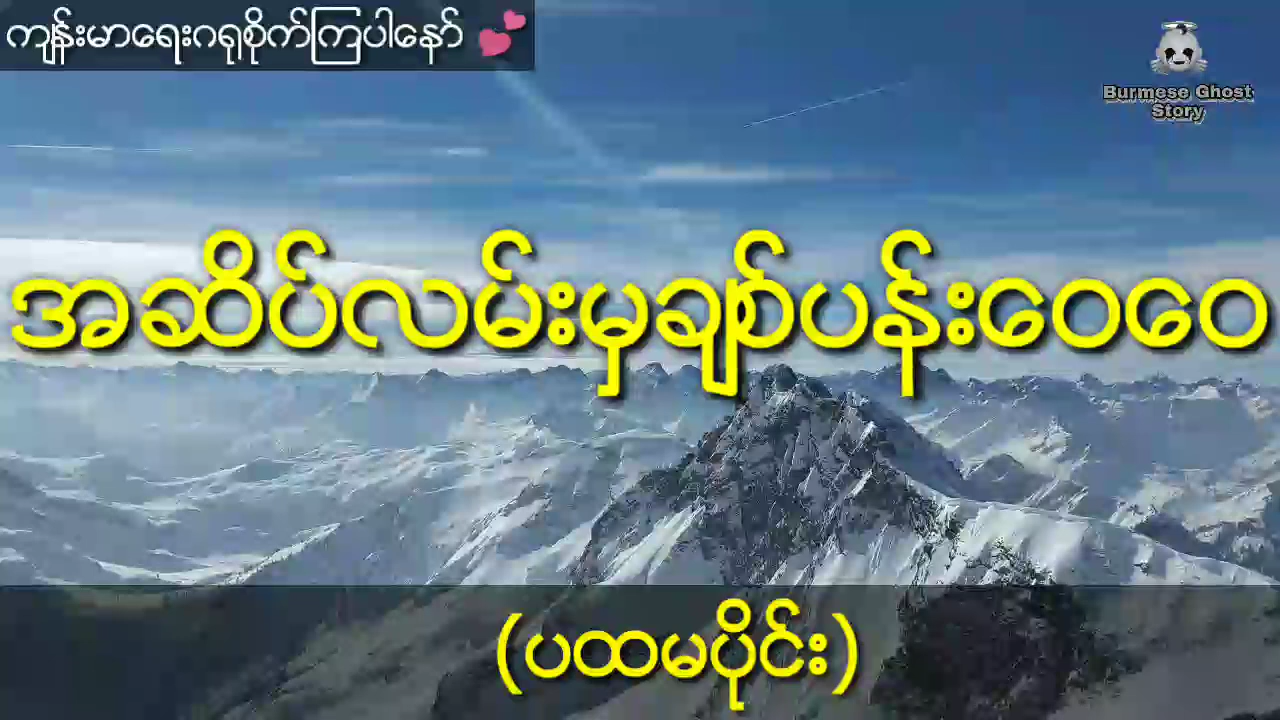 ကျန်းမာရေးဂရုစိုက်ကြပါနော် 💕
Burmese Ghost
Story
အဆိပ်လမ်းမှချစ်ပန်းဝေဝေ
(ပထမပိုင်း)